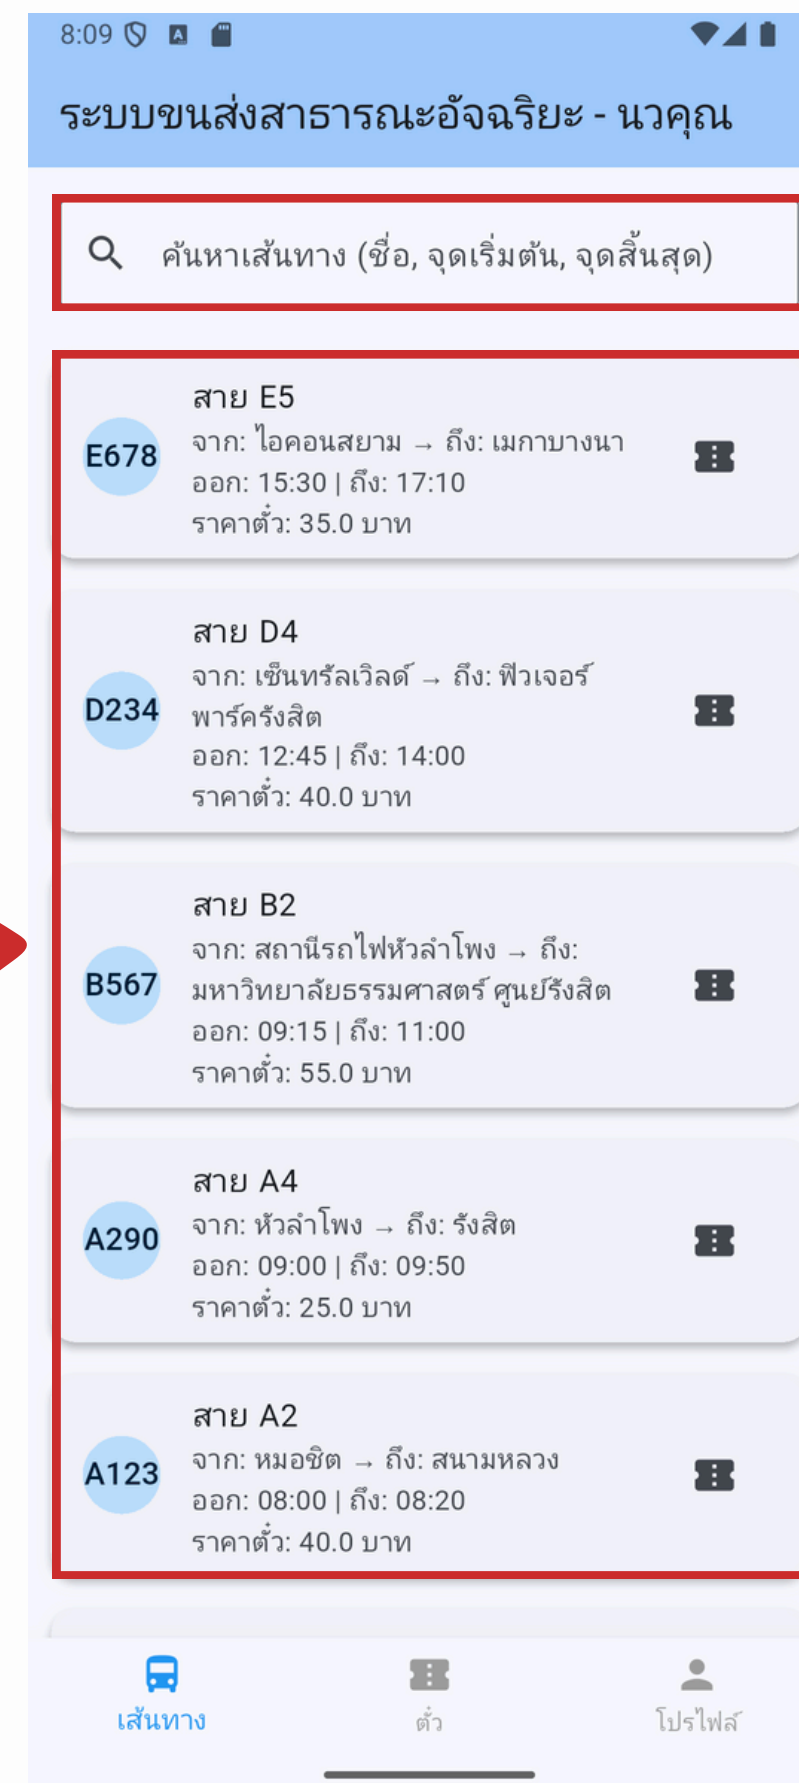 8:09
ระบบขนส่งสาธารณะอัจฉริยะ - นวคุณ
ค้นหาเส้นทาง (ชื่อ, จุดเริ่มต้น, จุดสิ้นสุด)
สาย E5
E678
จาก: ไอคอนสยาม → ถึง: เมกาบางนา
ออก: 15:30 | ถึง: 17:10
ราคาตั๋ว: 35.0 บาท
สาย D4
D234
จาก: เซ็นทรัลเวิลด์ → ถึง: ฟิวเจอร์
พาร์ครังสิต
ออก: 12:45 | ถึง: 14:00
ราคาตั๋ว: 40.0 บาท
สาย B2
B567
จาก: สถานีรถไฟหัวลำโพง → ถึง:
มหาวิทยาลัยธรรมศาสตร์ ศูนย์รังสิต
ออก: 09:15 | ถึง: 11:00
ราคาตั๋ว: 55.0 บาท
สาย A4
A290
จาก: หัวลำโพง → ถึง: รังสิต
ออก: 09:00 | ถึง: 09:50
ราคาตั๋ว: 25.0 บาท
สาย A2
A123
จาก: หมอชิต → ถึง: สนามหลวง
ออก: 08:00 | ถึง: 08:20
ราคาตั๋ว: 40.0 บาท
เส้นทาง
ตั๋ว
โปรไฟล์